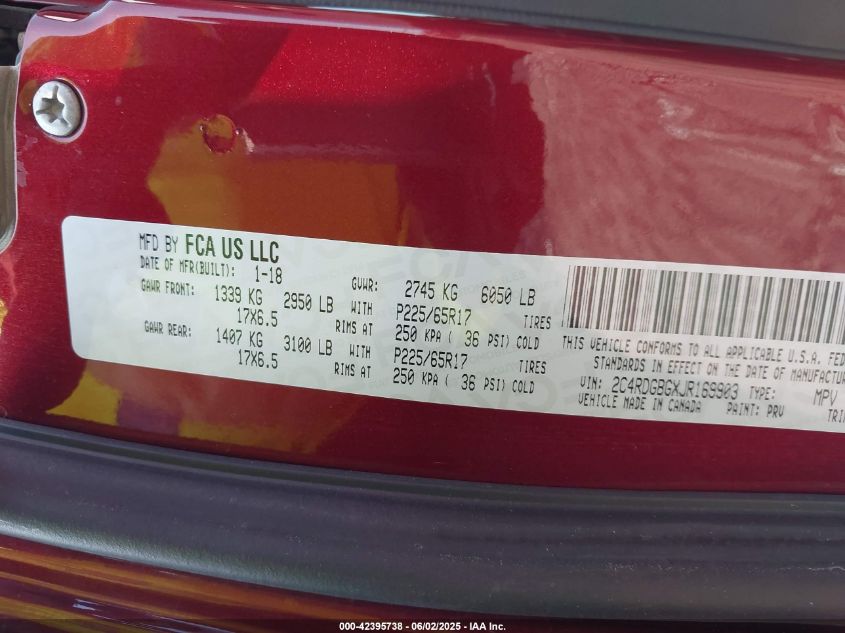 MFD BY FCA US LLC
DATE OF MFR(BUILT): 1-18 GVWR: 2745 KG 6050 LB
GAWR FRONT: 1339 KG 2950 LB WITH P225/65R17 TIRES
17X6.5 RIMS AT 250 KPA ( 36 PSI) COLD
GAWR REAR: 1407 KG 3100 LB WITH P225/65R17 TIRES
17X6.5 RIMS AT 250 KPA ( 36 PSI) COLD
THIS VEHICLE CONFORMS TO ALL APPLICABLE U.S.A. FED
STANDARDS IN EFFECT ON THE DATE OF MANUFACTUR
VIN: 2C4RDGBGXJR169903 TYPE: MPV
VEHICLE MADE IN CANADA PAINT: PRV TRI
000-42395738 - 06/02/2025 - IAA Inc.